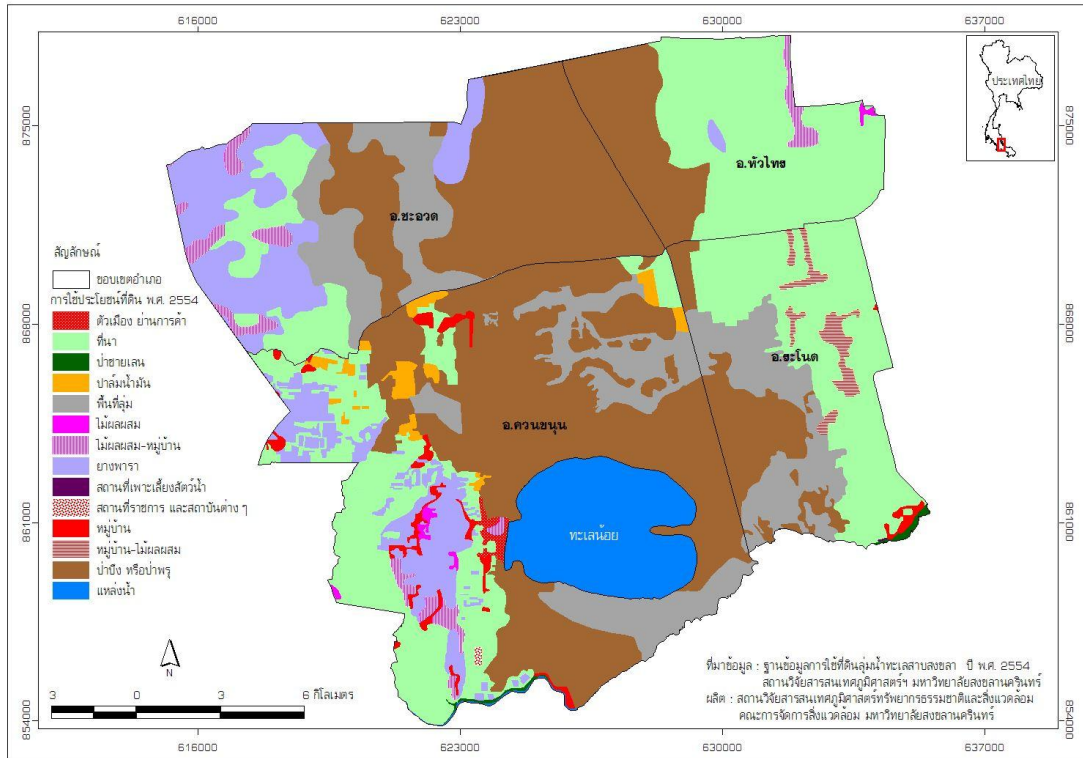 616000 623000 630000 637000
875000 875000
868000 868000
861000 861000
854000 854000
ประเทศไทย
อ.หัวไทร
อ.ชะอวด
อ.ระโนด
อ.ควนขนุน
ทะเลน้อย
สัญลักษณ์
ขอบเขตอำเภอ
การใช้ประโยชน์ที่ดิน พ.ศ. 2554
ตัวเมือง ย่านการค้า
ที่นา
ป่าชายเลน
ปาล์มน้ำมัน
พื้นที่ลุ่ม
ไม้ผลผสม
ไม้ผลผสม-หมู่บ้าน
ยางพารา
สถานที่เพาะเลี้ยงสัตว์น้ำ
สถานที่ราชการ และสถาบันต่าง ๆ
หมู่บ้าน
หมู่บ้าน-ไม้ผลผสม
ป่าบึง หรือป่าพรุ
แหล่งน้ำ
N
3 0 3 6 กิโลเมตร
ที่มาข้อมูล : ฐานข้อมูลการใช้ที่ดินลุ่มน้ำทะเลสาบสงขลา ปี พ.ศ. 2554
สถานวิจัยสารสนเทศภูมิศาสตร์ฯ มหาวิทยาลัยสงขลานครินทร์
ผลิต : สถานวิจัยสารสนเทศภูมิศาสตร์ทรัพยากรธรรมชาติและสิ่งแวดล้อม
คณะการจัดการสิ่งแวดล้อม มหาวิทยาลัยสงขลานครินทร์
616000 623000 630000 637000